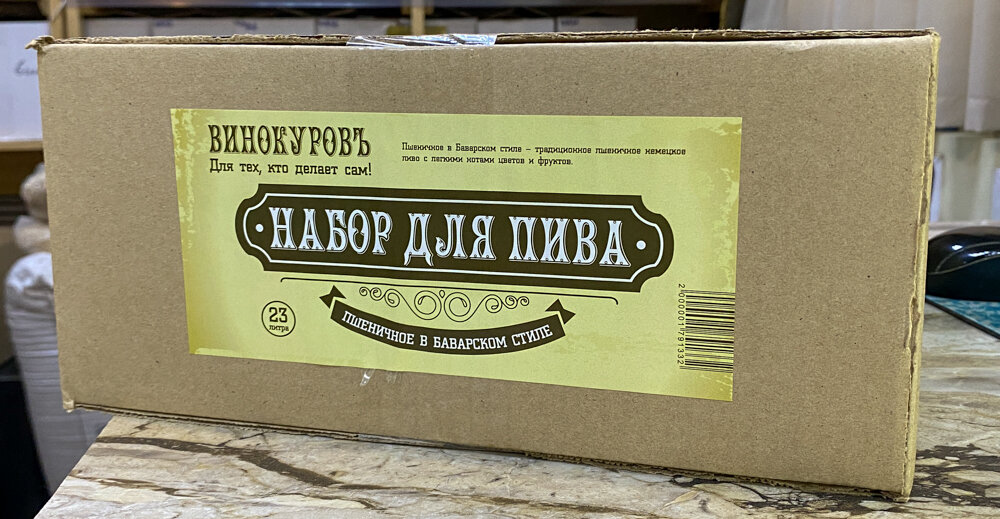 ВИНОКУРОВЪ
Для тех, кто делает сам!
Пшеничное в Баварском стиле – традиционное пшеничное немецкое
пиво с легкими нотами цветов и фруктов.
НАБОР ДЛЯ ПИВА
23
литра
ПШЕНИЧНОЕ В БАВАРСКОМ СТИЛЕ
2000001791332